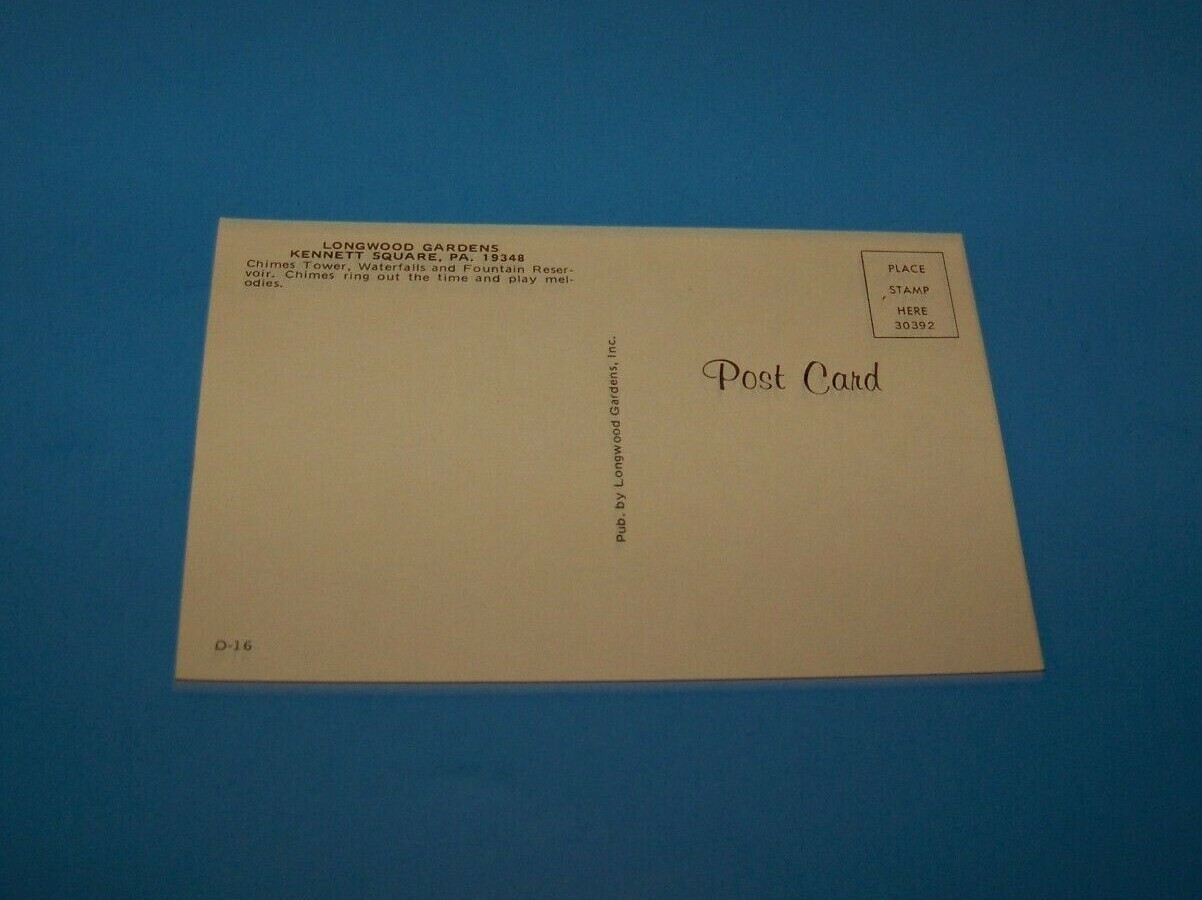 LONGWOOD GARDENS
KENNETT SQUARE, PA. 19348
Chimes Tower, Waterfalls and Fountain Reser-
voir. Chimes ring out the time and play mel-
odies.
PLACE
STAMP
HERE
30392
Post Card
Pub. by Longwood Gardens, Inc.
D-16